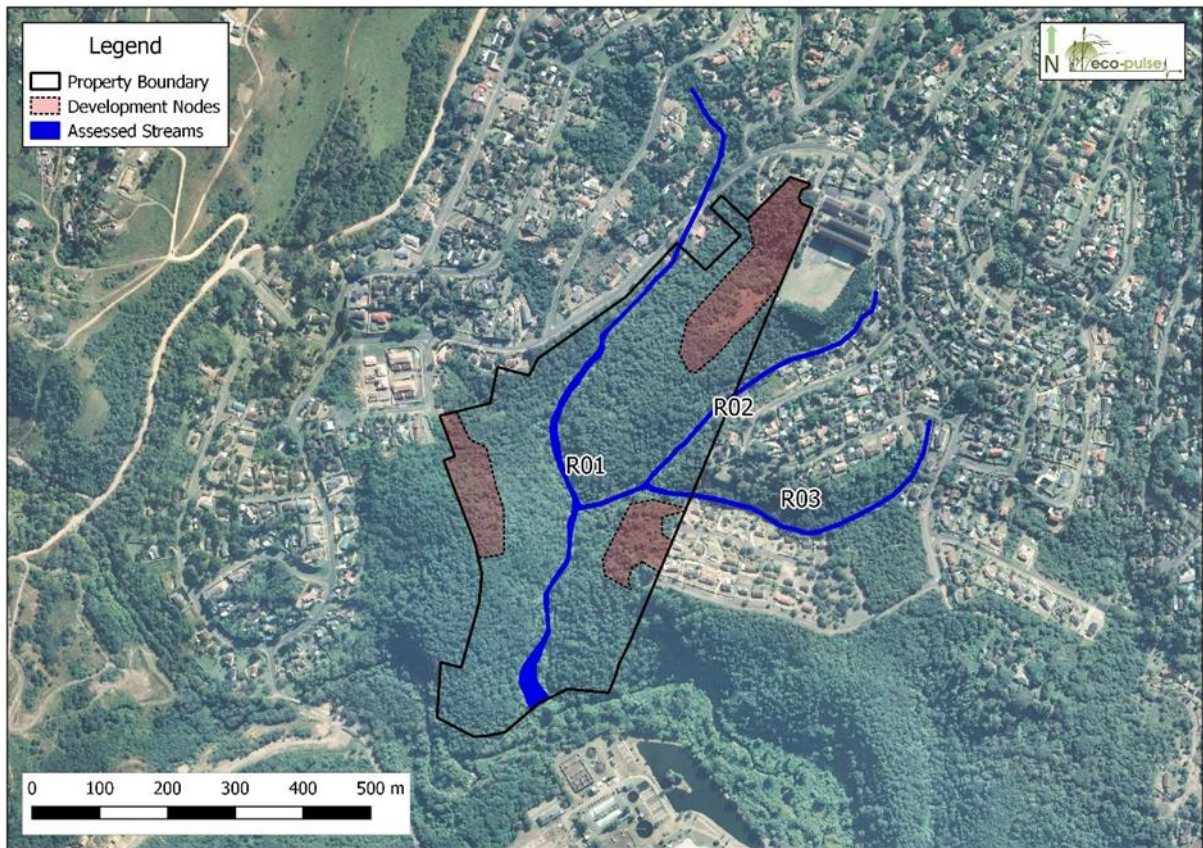 Legend
Property Boundary
Development Nodes
Assessed Streams
N
eco-pulse
R02
R01
R03
0 100 200 300 400 500 m